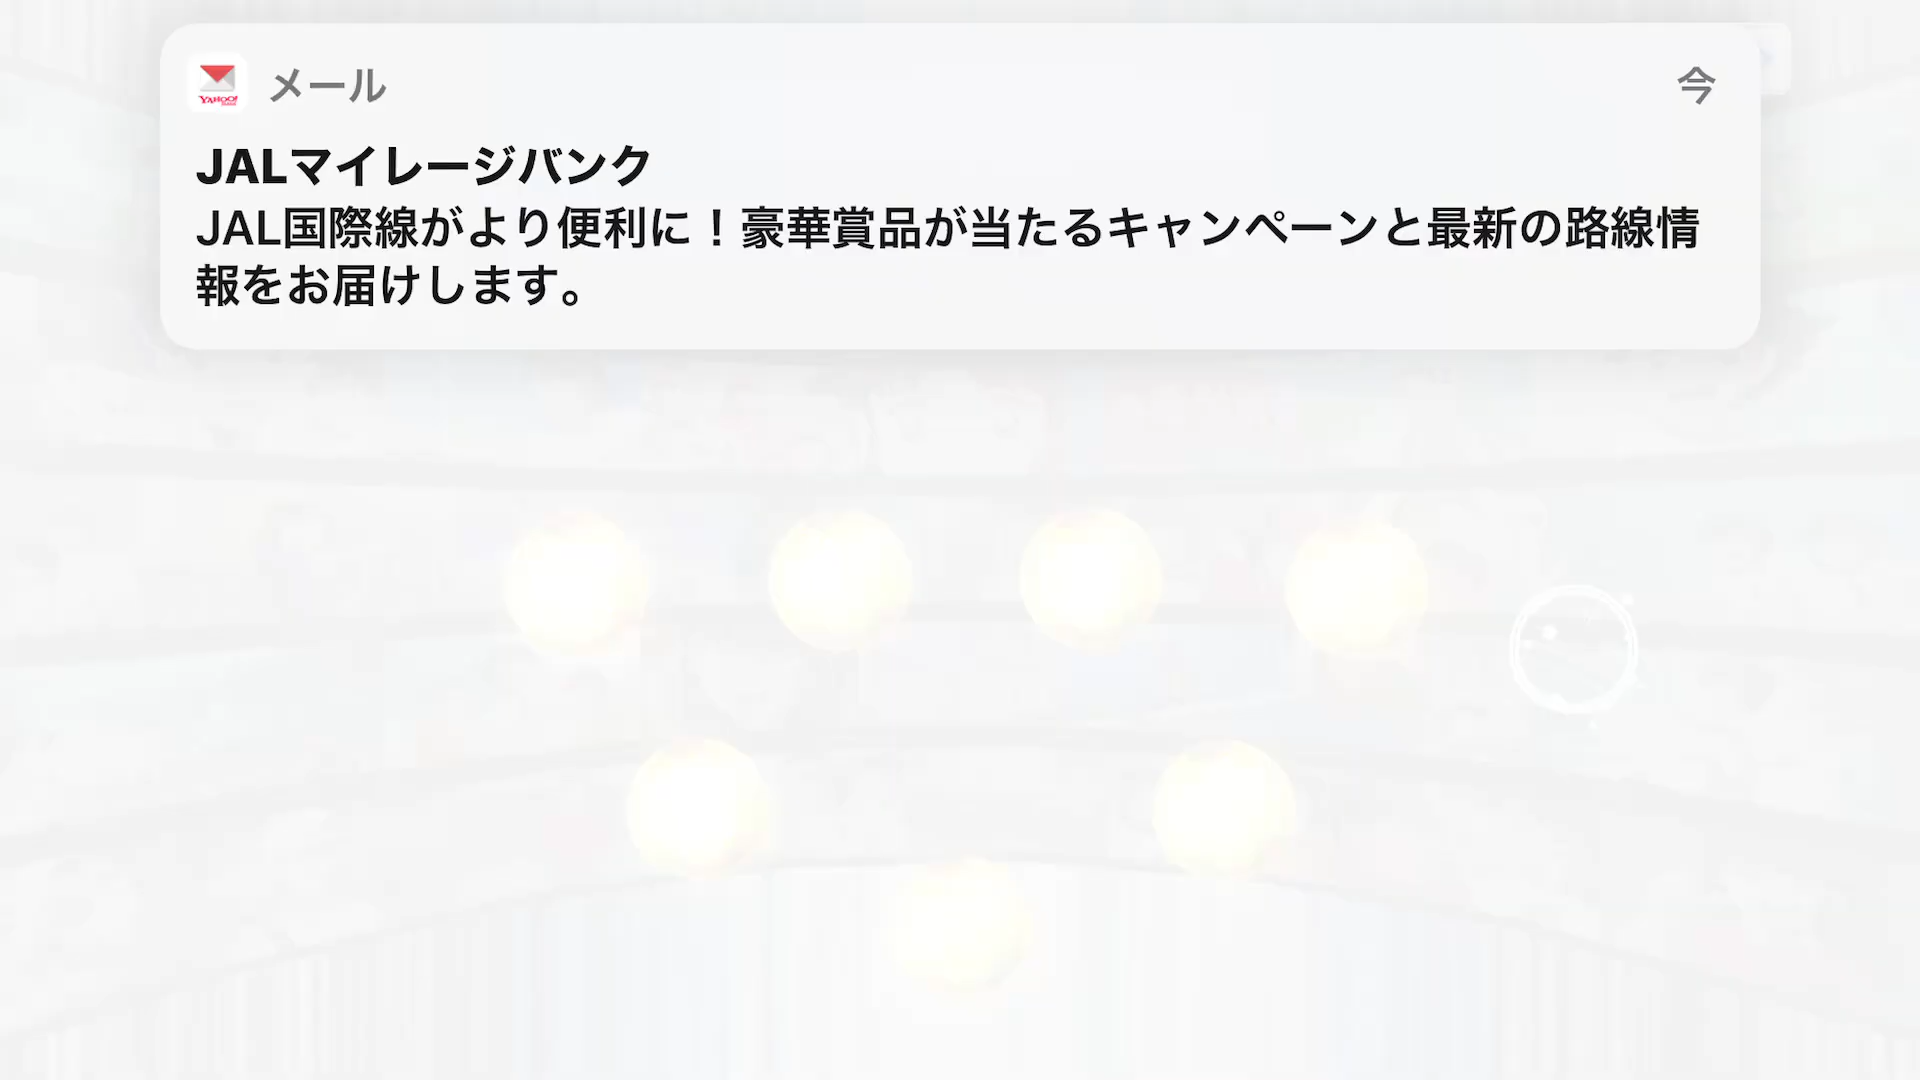 YAHOO!
メール
今
JALマイレージバンク
JAL国際線がより便利に！豪華賞品が当たるキャンペーンと最新の路線情
報をお届けします。